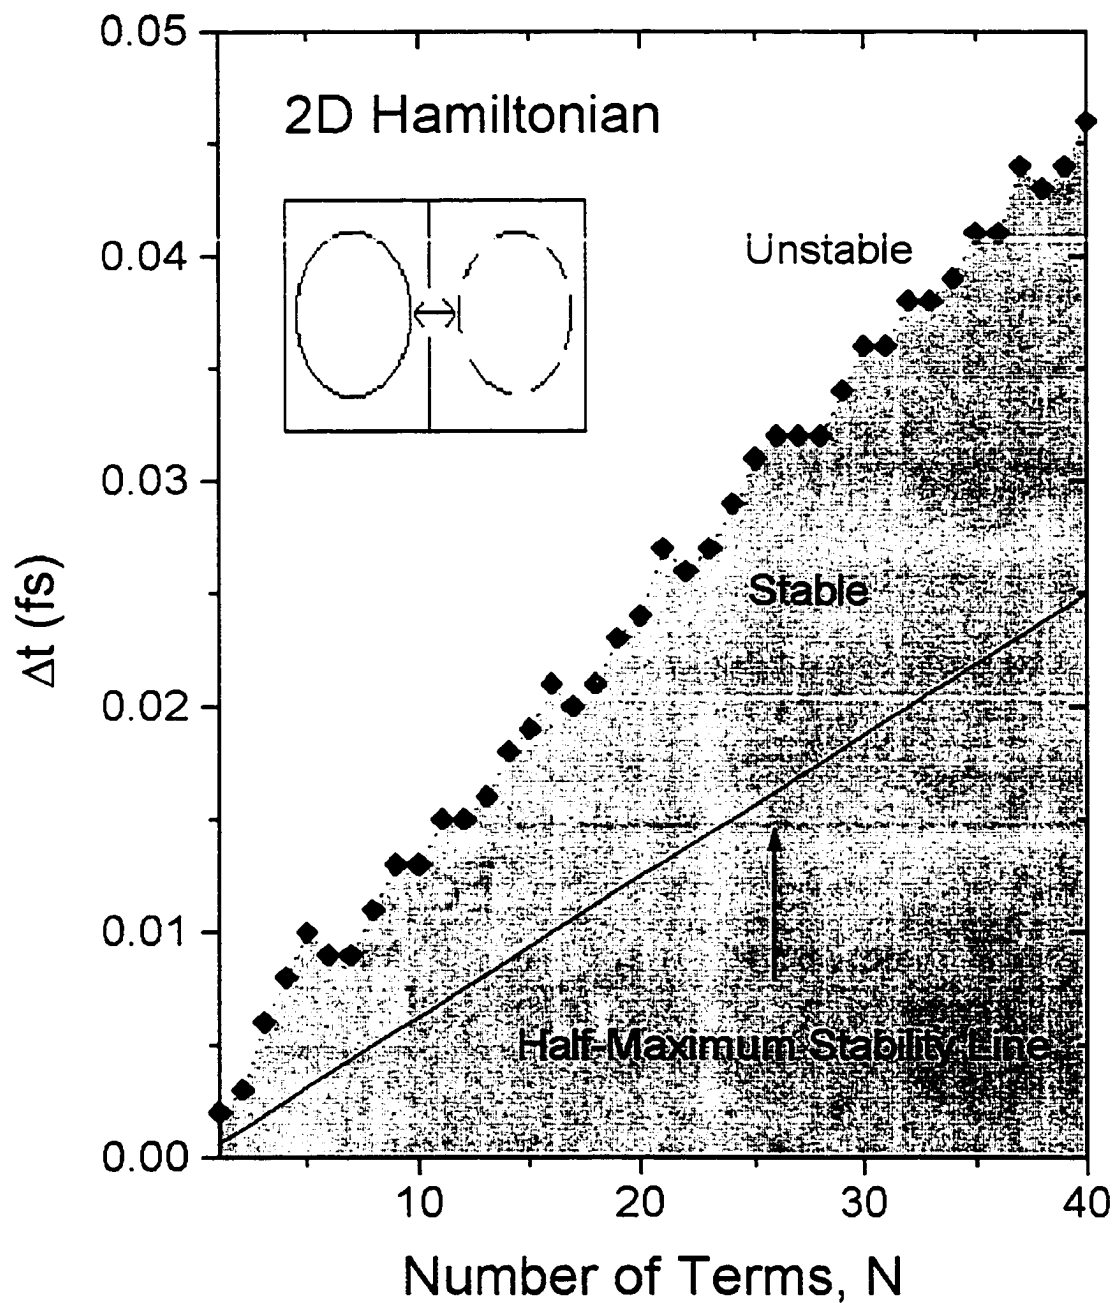 0.05
2D Hamiltonian
Unstable
0.04
0.03
Stable
Δt (fs)
0.02
0.01
Half-Maximum Stability Line
0.00
10 20 30 40
Number of Terms, N